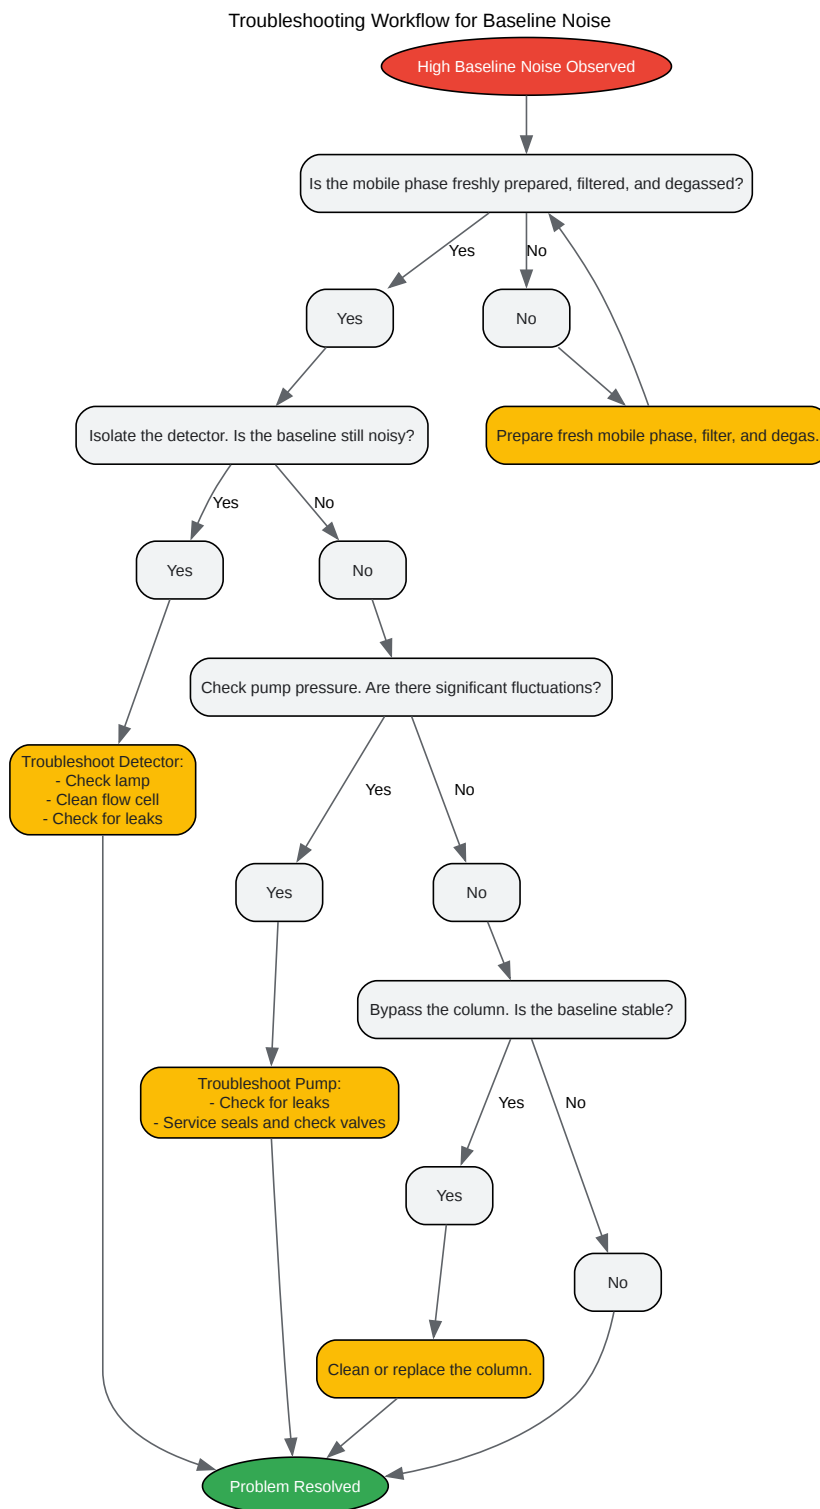 Troubleshooting Workflow for Baseline Noise
High Baseline Noise Observed
Is the mobile phase freshly prepared, filtered, and degassed?
Yes
No
Yes
No
Isolate the detector. Is the baseline still noisy?
Prepare fresh mobile phase, filter, and degas.
Yes
No
Yes
No
Check pump pressure. Are there significant fluctuations?
Troubleshoot Detector:
- Check lamp
- Clean flow cell
- Check for leaks
Yes
No
Yes
No
Bypass the column. Is the baseline stable?
Troubleshoot Pump:
- Check for leaks
- Service seals and check valves
Yes
No
Yes
No
Clean or replace the column.
Problem Resolved